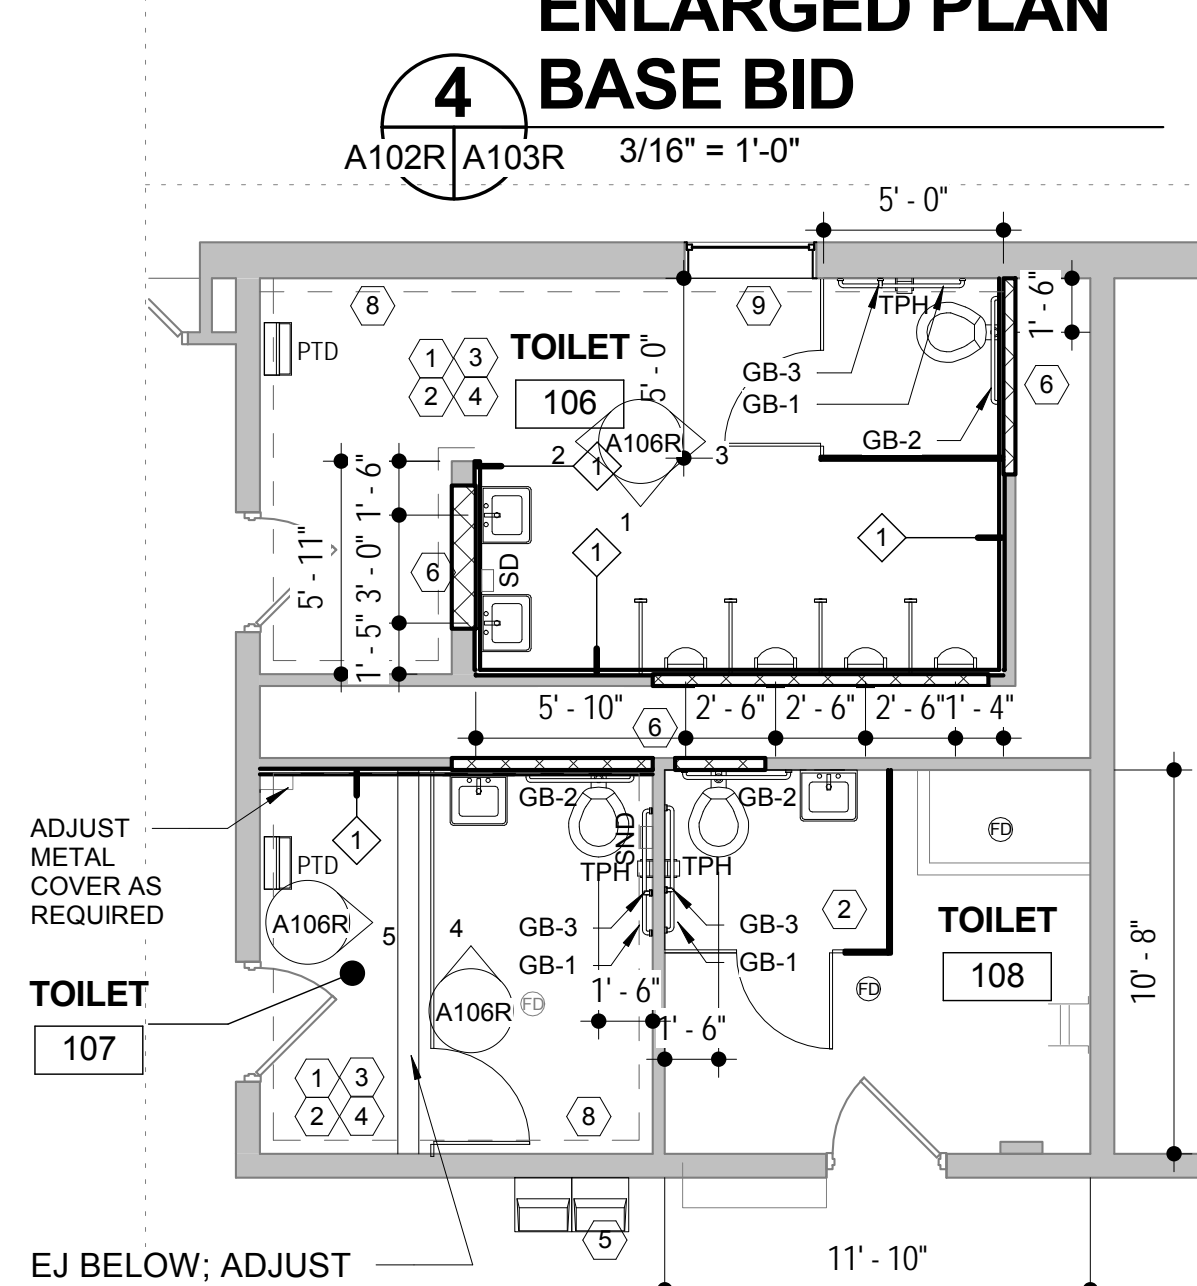 ENLARGED PLAN
BASE BID
4
A102R A103R
3/16" = 1'-0"
5' - 0"
8
9
TPH
1' - 6"
PTD
1 3
2 4
TOILET
106
5' - 0"
GB-3
GB-1
6
GB-2
A106R
2
3
1
1
1
1
1' - 6"
5' - 11"
3' - 0"
6
SD
1' - 5"
5' - 10"
6
2' - 6"
2' - 6"
2' - 6"
1' - 4"
GB-2
GB-2
SND
TPH
TPH
FD
ADJUST
METAL
COVER AS
REQUIRED
1
PTD
A106R
5
4
GB-3
GB-1
GB-3
GB-1
2
TOILET
108
10' - 8"
TOILET
107
A106R
FD
FD
1' - 6"
1' - 6"
1 3
2 4
8
5
EJ BELOW; ADJUST
11' - 10"